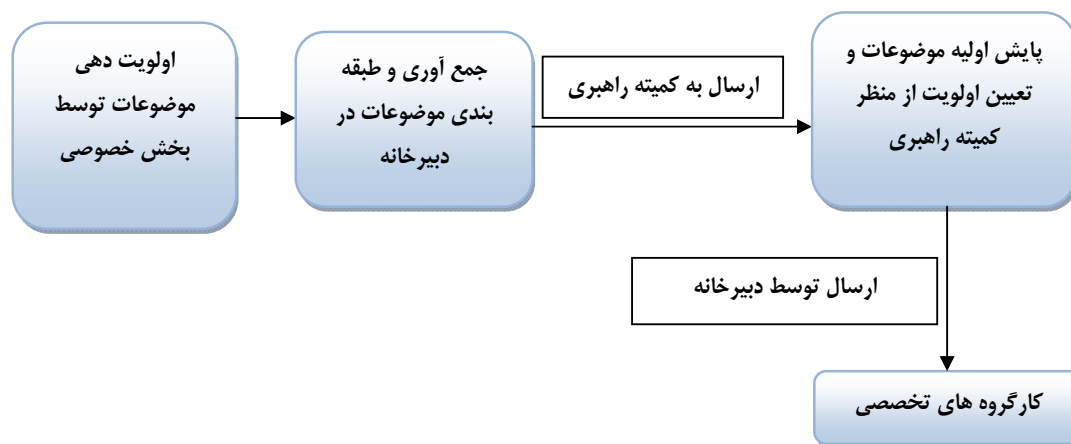 اولویت دهی
موضوعات توسط
بخش خصوصی
جمع آوری و طبقه
بندی موضوعات در
دبیرخانه
ارسال به کمیته راهبری
پایش اولیه موضوعات و
تعیین اولویت از منظر
کمیته راهبری
ارسال توسط دبیرخانه
کارگروه های تخصصی